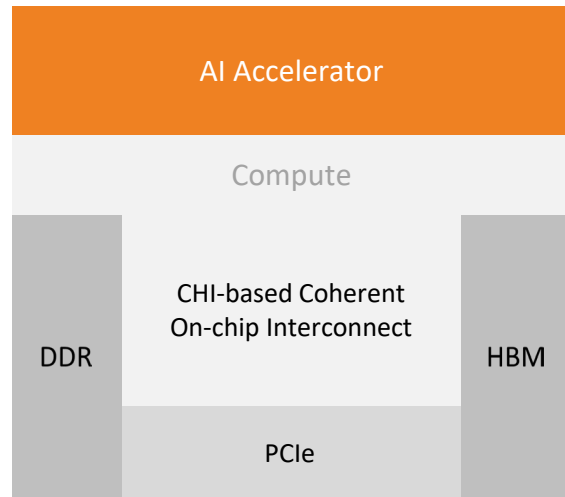 AI Accelerator
Compute
CHI-based Coherent
On-chip Interconnect
DDR
HBM
PCIe